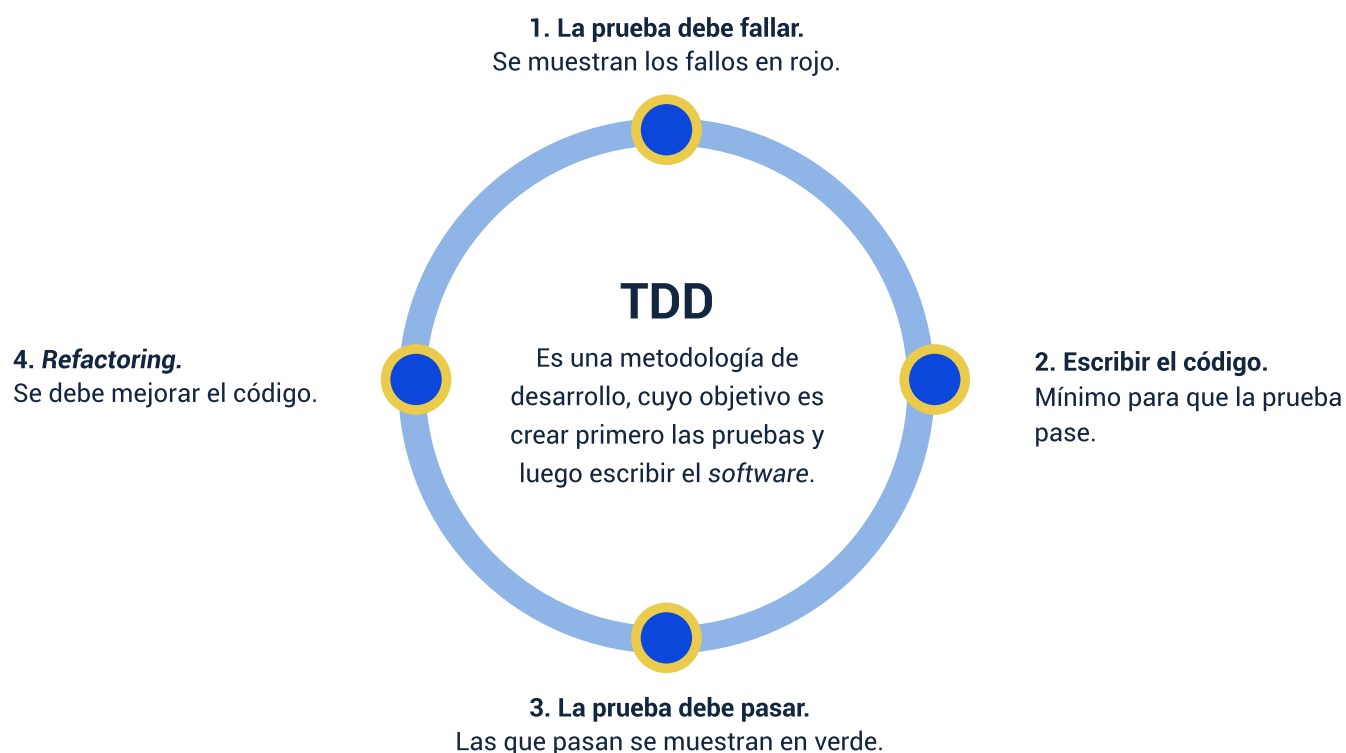 1. La prueba debe fallar.
Se muestran los fallos en rojo.
TDD
Es una metodología de
desarrollo, cuyo objetivo es
crear primero las pruebas y
luego escribir el software.
2. Escribir el código.
Mínimo para que la prueba
pase.
3. La prueba debe pasar.
Las que pasan se muestran en verde.
4. Refactoring.
Se debe mejorar el código.